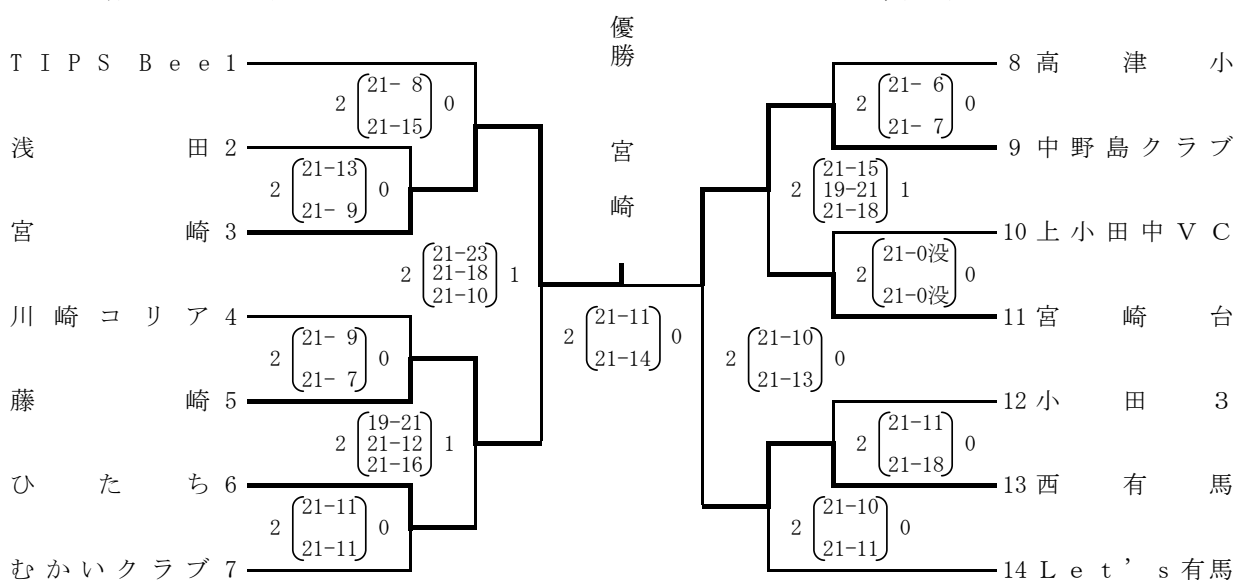 優勝 宮崎
TIPS Bee 1
2 21- 8 21-15 0
浅田 2
2 21-13 21- 9 0
宮崎 3
2 21-23 21-18 21-10 1
川崎コリア 4
2 21- 9 21- 7 0
藤崎 5
2 19-21 21-12 21-16 1
ひたち 6
2 21-11 21-11 0
むかいクラブ 7
2 21-11 21-14 0
8 高津小
2 21- 6 21- 7 0
9 中野島クラブ
2 21-15 19-21 21-18 1
10 上小田中VC
2 21-0没 21-0没 0
11 宮崎台
2 21-10 21-13 0
12 小田3
2 21-11 21-18 0
13 西有馬
2 21-10 21-11 0
14 Let's有馬